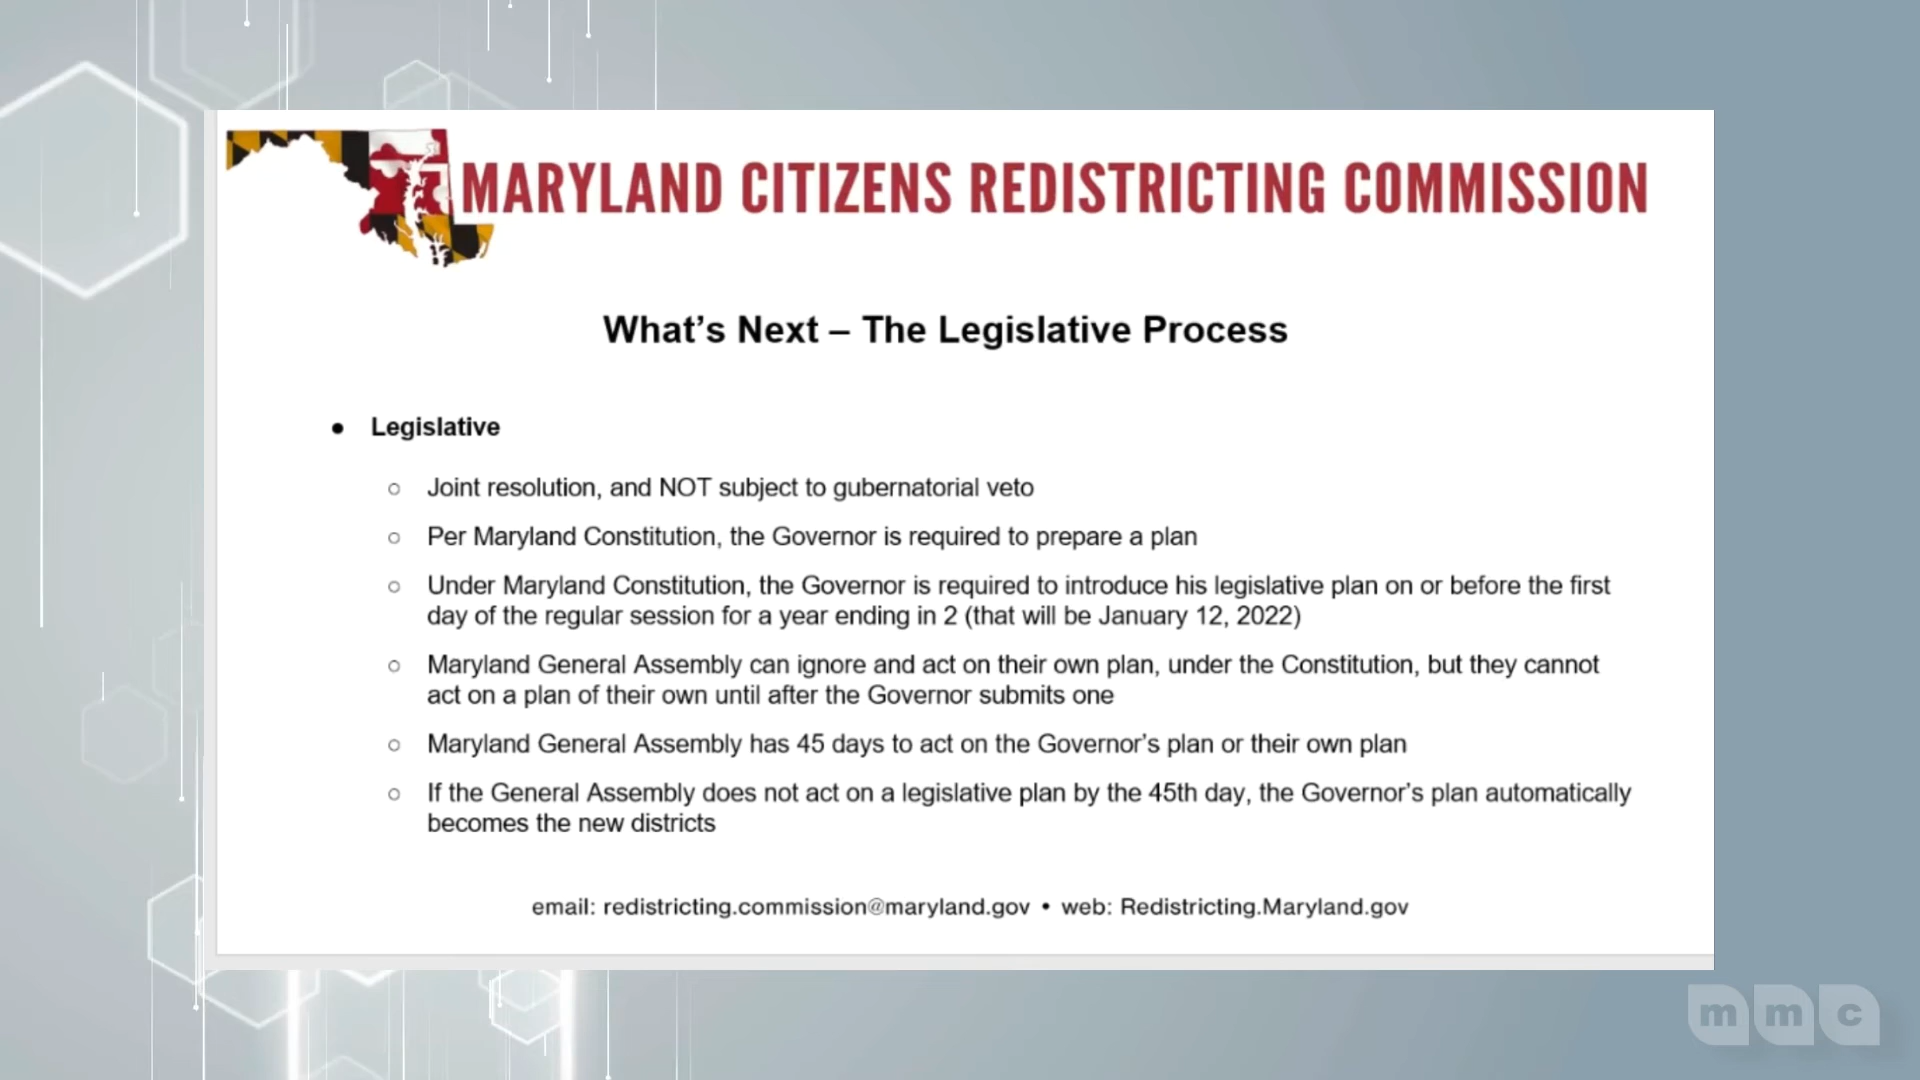 MARYLAND CITIZENS REDISTRICTING COMMISSION
What’s Next – The Legislative Process
● Legislative
○ Joint resolution, and NOT subject to gubernatorial veto
○ Per Maryland Constitution, the Governor is required to prepare a plan
○ Under Maryland Constitution, the Governor is required to introduce his legislative plan on or before the first
day of the regular session for a year ending in 2 (that will be January 12, 2022)
○ Maryland General Assembly can ignore and act on their own plan, under the Constitution, but they cannot
act on a plan of their own until after the Governor submits one
○ Maryland General Assembly has 45 days to act on the Governor’s plan or their own plan
○ If the General Assembly does not act on a legislative plan by the 45th day, the Governor’s plan automatically
becomes the new districts
email: redistricting.commission@maryland.gov • web: Redistricting.Maryland.gov
mmc